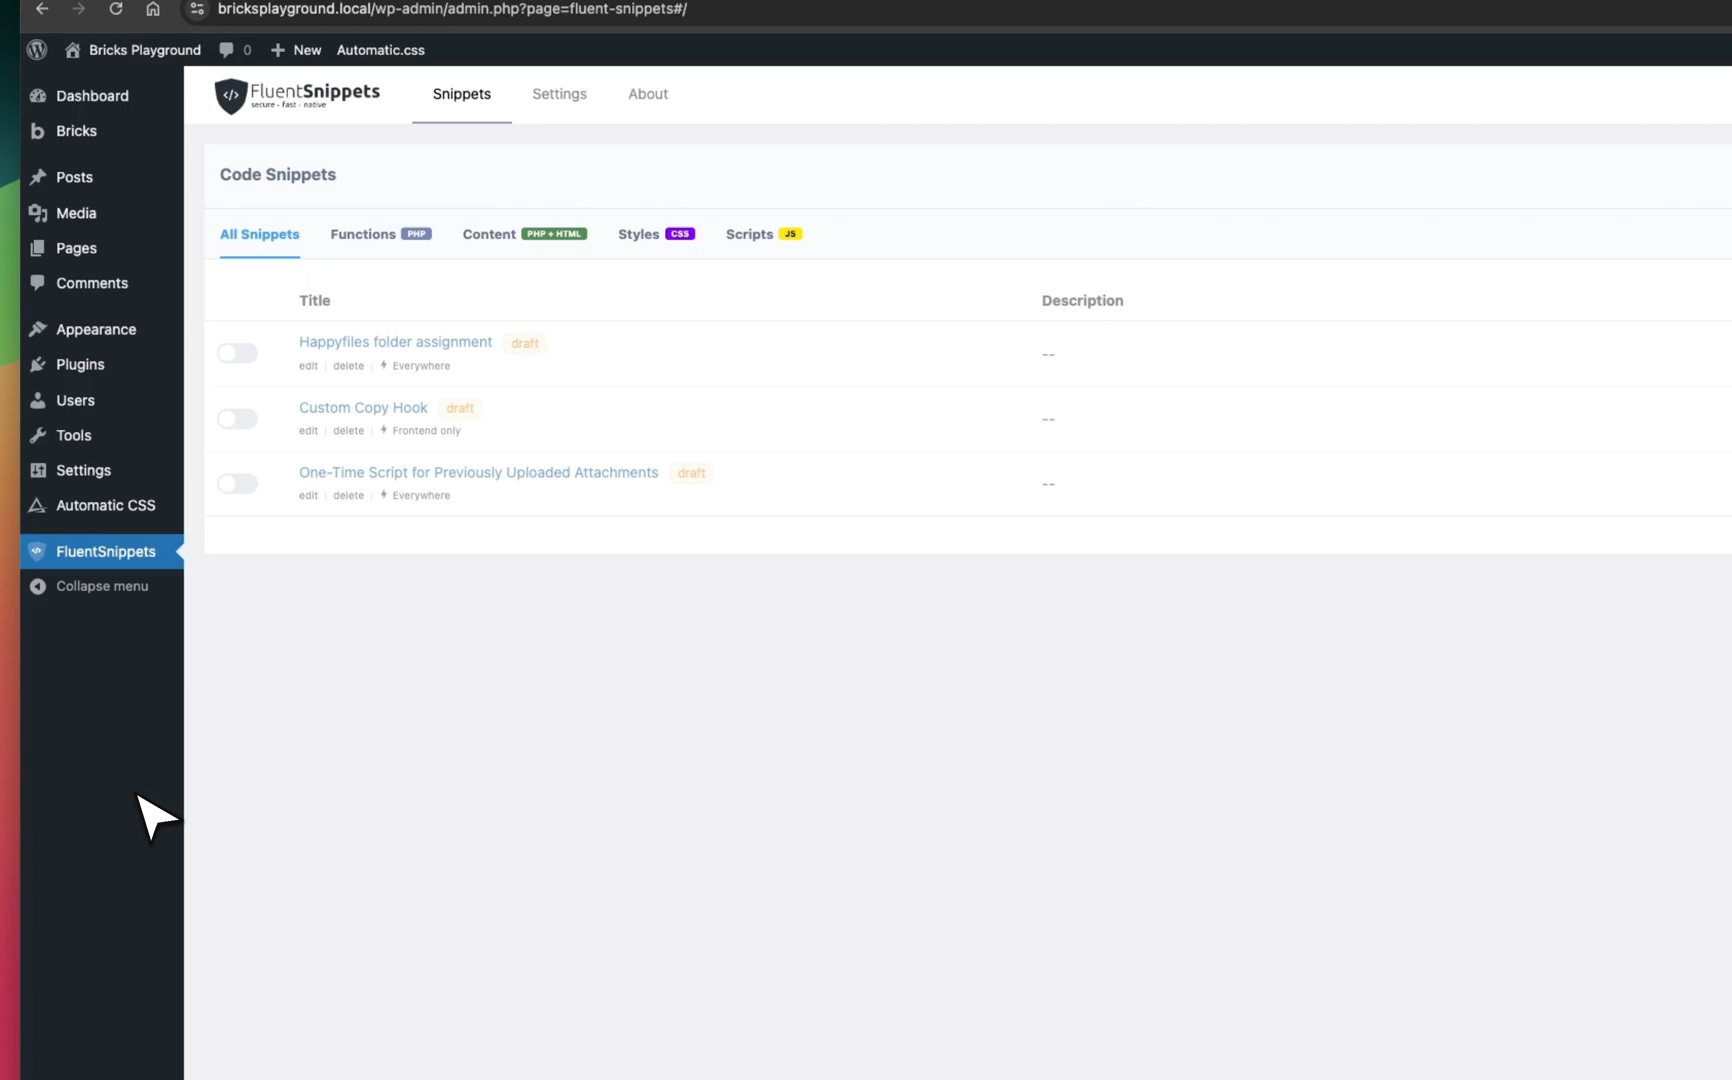 bricksplayground.local/wp-admin/admin.php?page=fluent-snippets#/
Bricks Playground 0 New Automatic.css
Dashboard
Bricks
Posts
Media
Pages
Comments
Appearance
Plugins
Users
Tools
Settings
Automatic CSS
FluentSnippets
Collapse menu
FluentSnippets
secure - fast - native
Snippets Settings About
Code Snippets
All Snippets Functions PHP Content PHP + HTML Styles CSS Scripts JS
Title Description
Happyfiles folder assignment draft
edit | delete | Everywhere
--
Custom Copy Hook draft
edit | delete | Frontend only
--
One-Time Script for Previously Uploaded Attachments draft
edit | delete | Everywhere
--